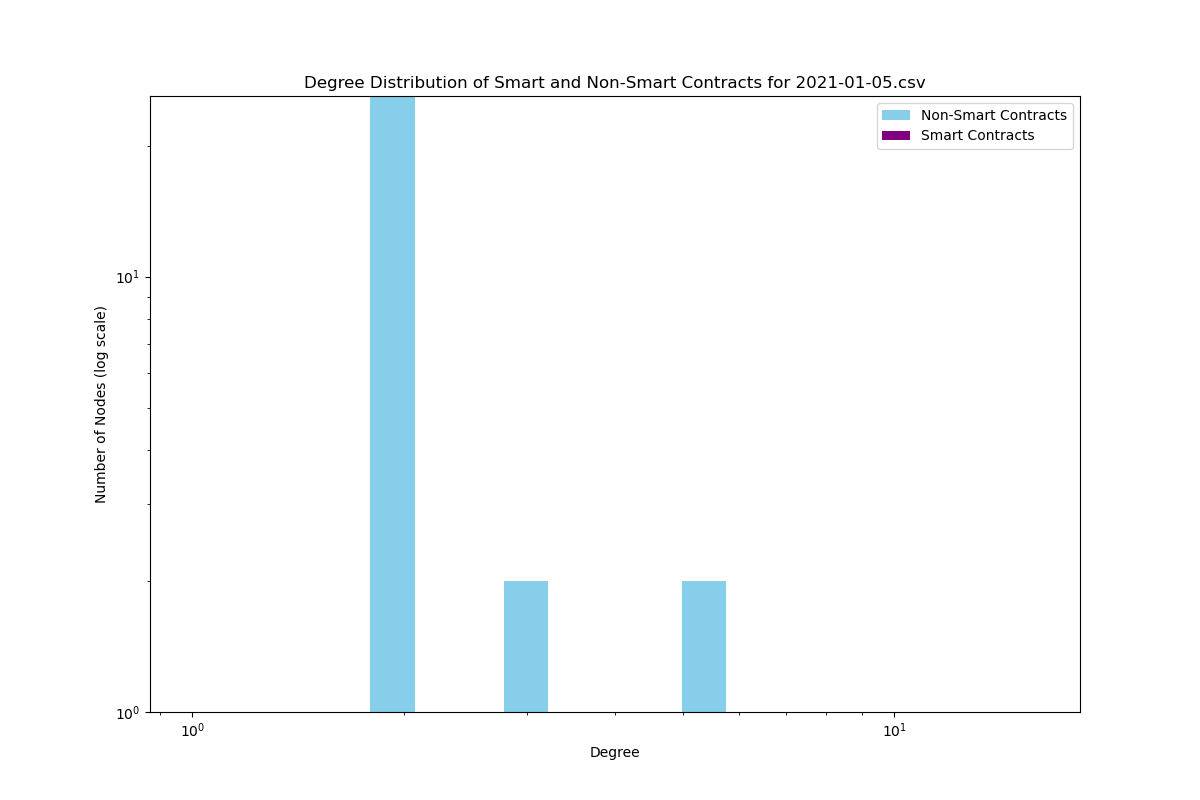 Degree Distribution of Smart and Non-Smart Contracts for 2021-01-05.csv
Non-Smart Contracts
Smart Contracts
Number of Nodes (log scale)
10¹
10⁰
10⁰
10¹
Degree